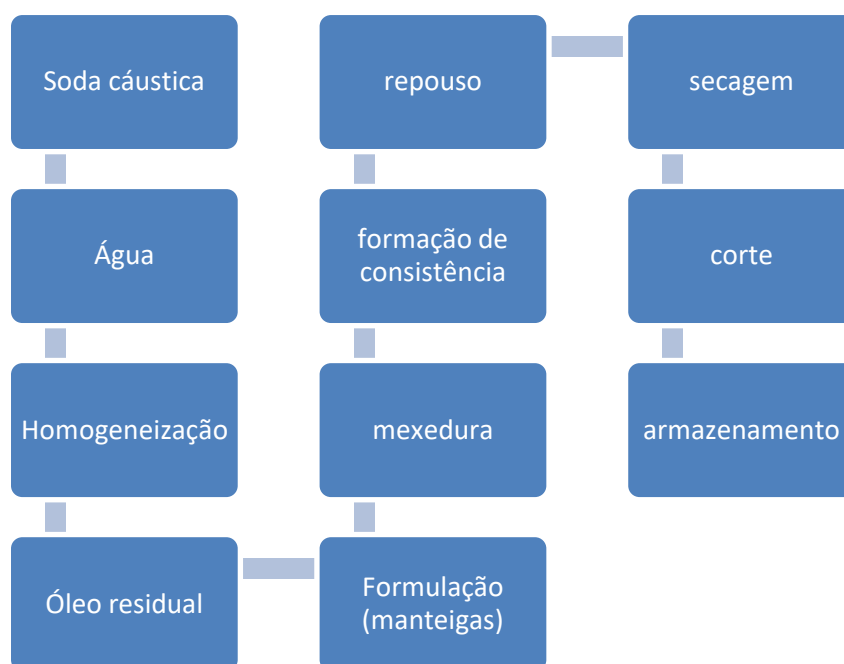 Soda cáustica
Água
Homogeneização
Óleo residual
Formulação
(manteigas)
mexedura
formação de
consistência
repouso
secagem
corte
armazenamento